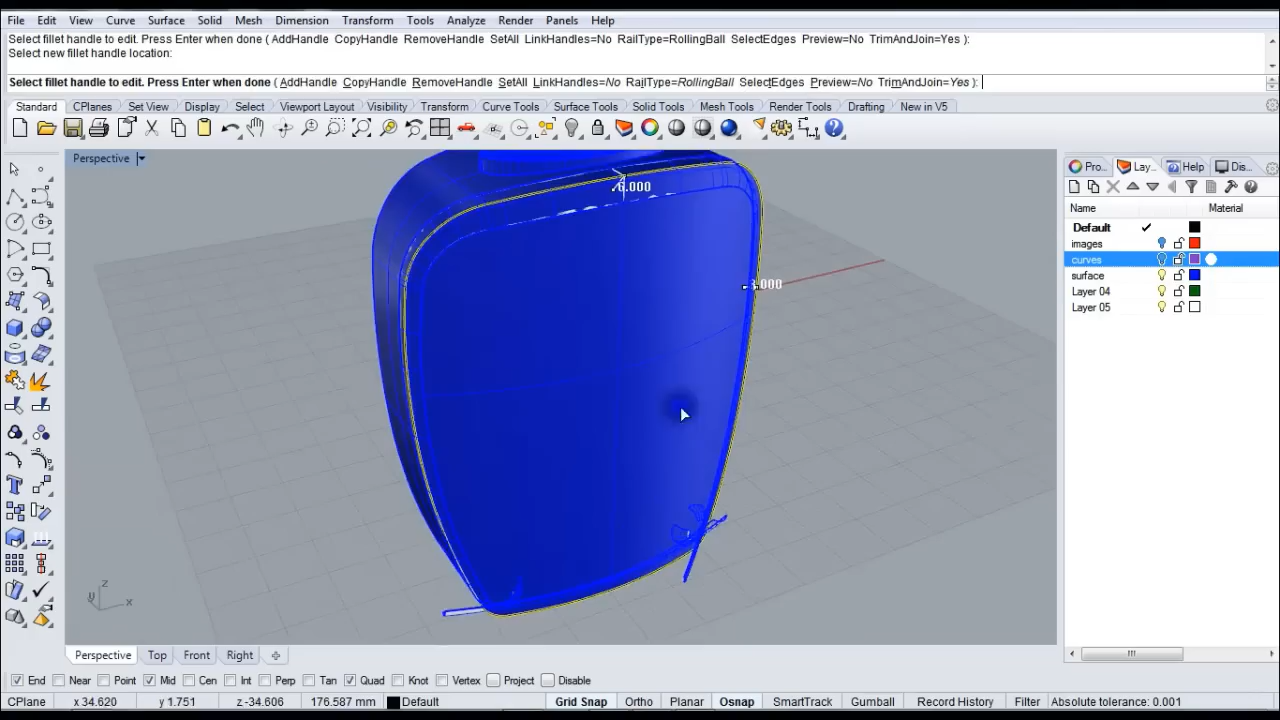 File Edit View Curve Surface Solid Mesh Dimension Transform Tools Analyze Render Panels Help
Select fillet handle to edit. Press Enter when done ( AddHandle CopyHandle RemoveHandle SetAll LinkHandles=No RailType=RollingBall SelectEdges Preview=No TrimAndJoin=Yes ):
Select new fillet handle location:
Select fillet handle to edit. Press Enter when done ( AddHandle CopyHandle RemoveHandle SetAll LinkHandles=No RailType=RollingBall SelectEdges Preview=No TrimAndJoin=Yes ):
Standard CPlanes Set View Display Select Viewport Layout Visibility Transform Curve Tools Surface Tools Solid Tools Mesh Tools Render Tools Drafting New in V5
Perspective
Pro... Lay... Help Dis...
Name Material
Default
images
curves
surface
Layer 04
Layer 05
6.000
.000
z
y x
Perspective Top Front Right
End Near Point Mid Cen Int Perp Tan Quad Knot Vertex Project Disable
CPlane x 34.620 y 1.751 z -34.606 176.587 mm Default Grid Snap Ortho Planar Osnap SmartTrack Gumball Record History Filter Absolute tolerance: 0.001